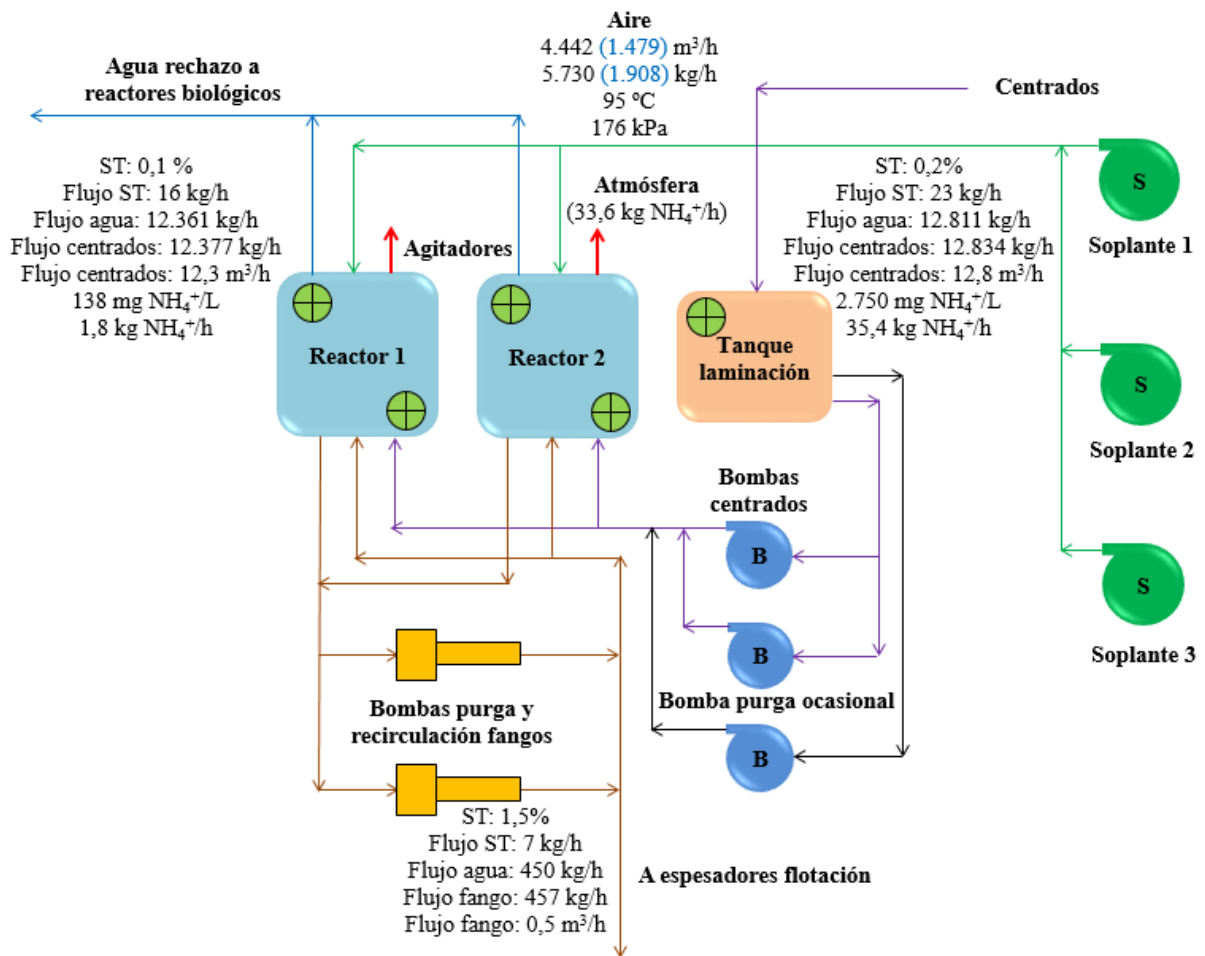 Aire
4.442 (1.479) m³/h
5.730 (1.908) kg/h
95 ºC
176 kPa
Agua rechazo a
reactores biológicos
Centrados
ST: 0,1 %
Flujo ST: 16 kg/h
Flujo agua: 12.361 kg/h
Flujo centrados: 12.377 kg/h
Flujo centrados: 12,3 m³/h
138 mg NH₄⁺/L
1,8 kg NH₄⁺/h
Agitadores
Atmósfera
(33,6 kg NH₄⁺/h)
ST: 0,2%
Flujo ST: 23 kg/h
Flujo agua: 12.811 kg/h
Flujo centrados: 12.834 kg/h
Flujo centrados: 12,8 m³/h
2.750 mg NH₄⁺/L
35,4 kg NH₄⁺/h
S
Soplante 1
Reactor 1
Reactor 2
Tanque
laminación
S
Soplante 2
Bombas
centrados
B
S
Soplante 3
B
Bomba purga ocasional
B
Bombas purga y
recirculación fangos
ST: 1,5%
Flujo ST: 7 kg/h
Flujo agua: 450 kg/h
Flujo fango: 457 kg/h
Flujo fango: 0,5 m³/h
A espesadores flotación